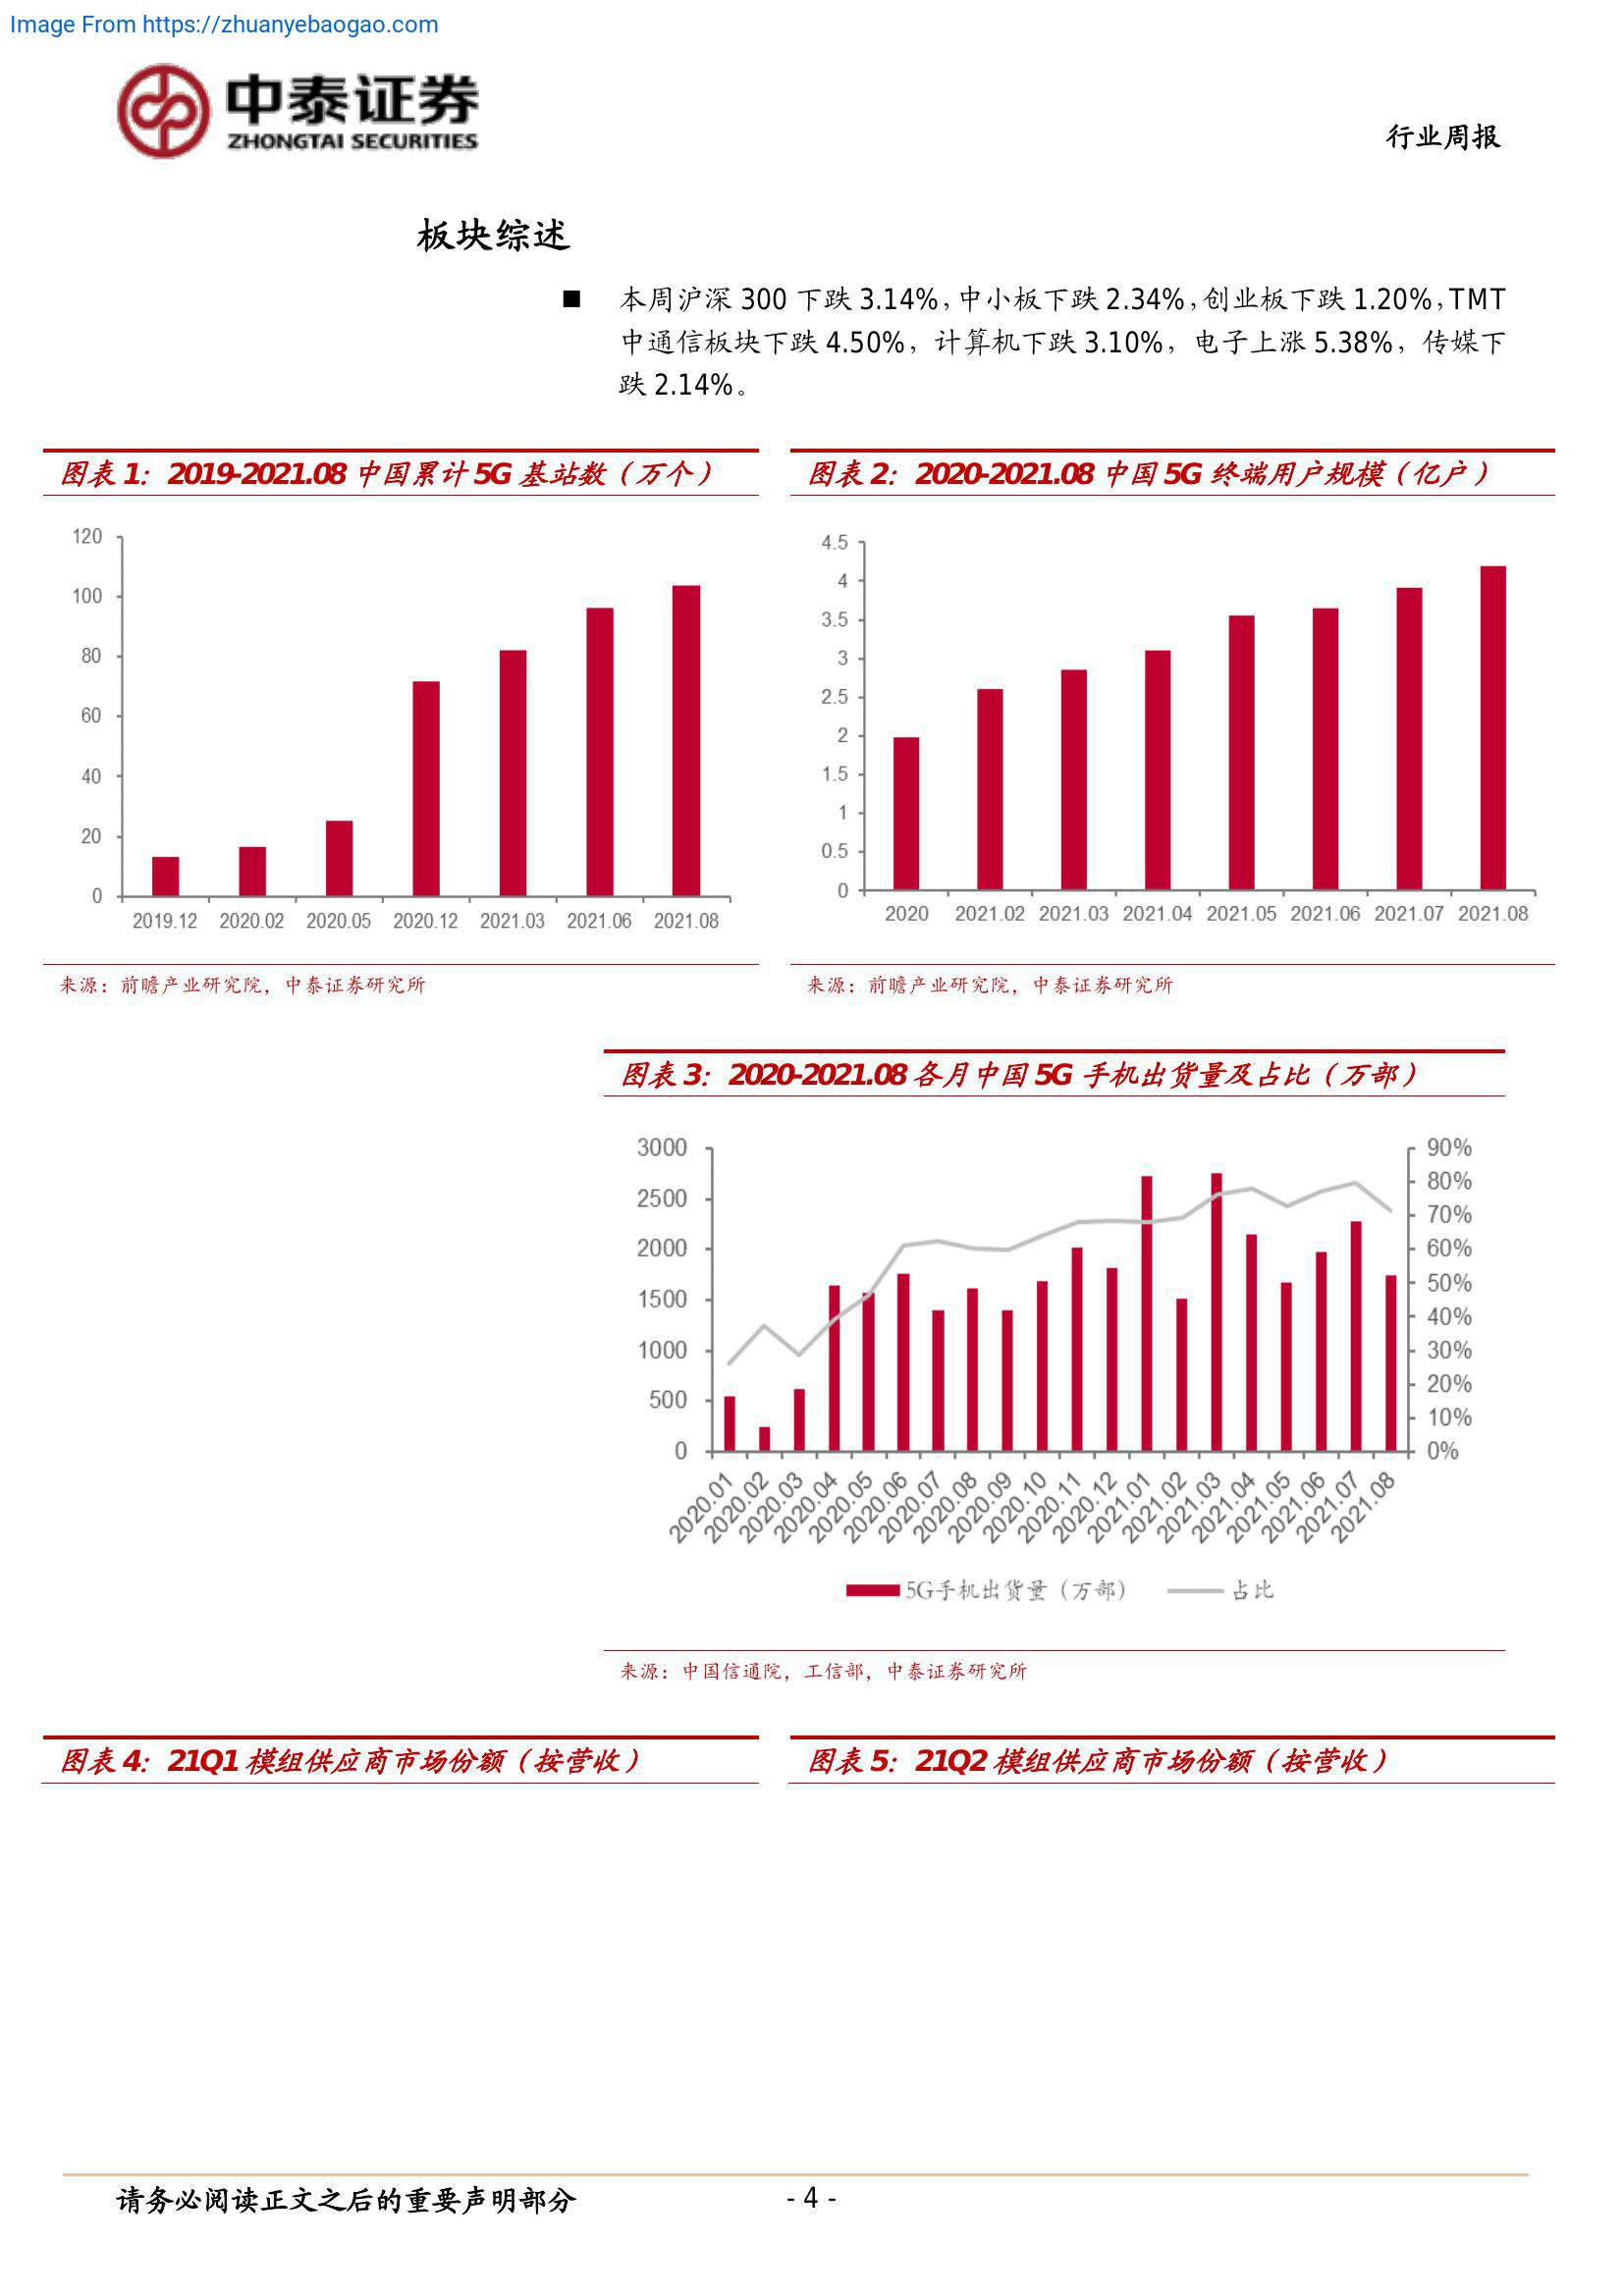 Image From https://zhuanyebaogao.com
中泰证券
ZHONGTAI SECURITIES
行业周报
板块综述
■ 本周沪深 300 下跌 3.14%，中小板下跌 2.34%，创业板下跌 1.20%，TMT
中通信板块下跌 4.50%，计算机下跌 3.10%，电子上涨 5.38%，传媒下
跌 2.14%。
图表 1：2019-2021.08 中国累计 5G 基站数（万个）
120
100
80
60
40
20
0
2019.12 2020.02 2020.05 2020.12 2021.03 2021.06 2021.08
来源：前瞻产业研究院，中泰证券研究所
图表 2：2020-2021.08 中国 5G 终端用户规模（亿户）
4.5
4
3.5
3
2.5
2
1.5
1
0.5
0
2020 2021.02 2021.03 2021.04 2021.05 2021.06 2021.07 2021.08
来源：前瞻产业研究院，中泰证券研究所
图表 3：2020-2021.08 各月中国 5G 手机出货量及占比（万部）
3000 90%
2500 80%
2000 70%
1500 60%
1000 50%
500 40%
0 30%
20%
10%
0%
2020.01 2020.02 2020.03 2020.04 2020.05 2020.06 2020.07 2020.08 2020.09 2020.10 2020.11 2020.12 2021.01 2021.02 2021.03 2021.04 2021.05 2021.06 2021.07 2021.08
5G手机出货量（万部） 占比
来源：中国信通院，工信部，中泰证券研究所
图表 4：21Q1 模组供应商市场份额（按营收）
图表 5：21Q2 模组供应商市场份额（按营收）
请务必阅读正文之后的重要声明部分
- 4 -